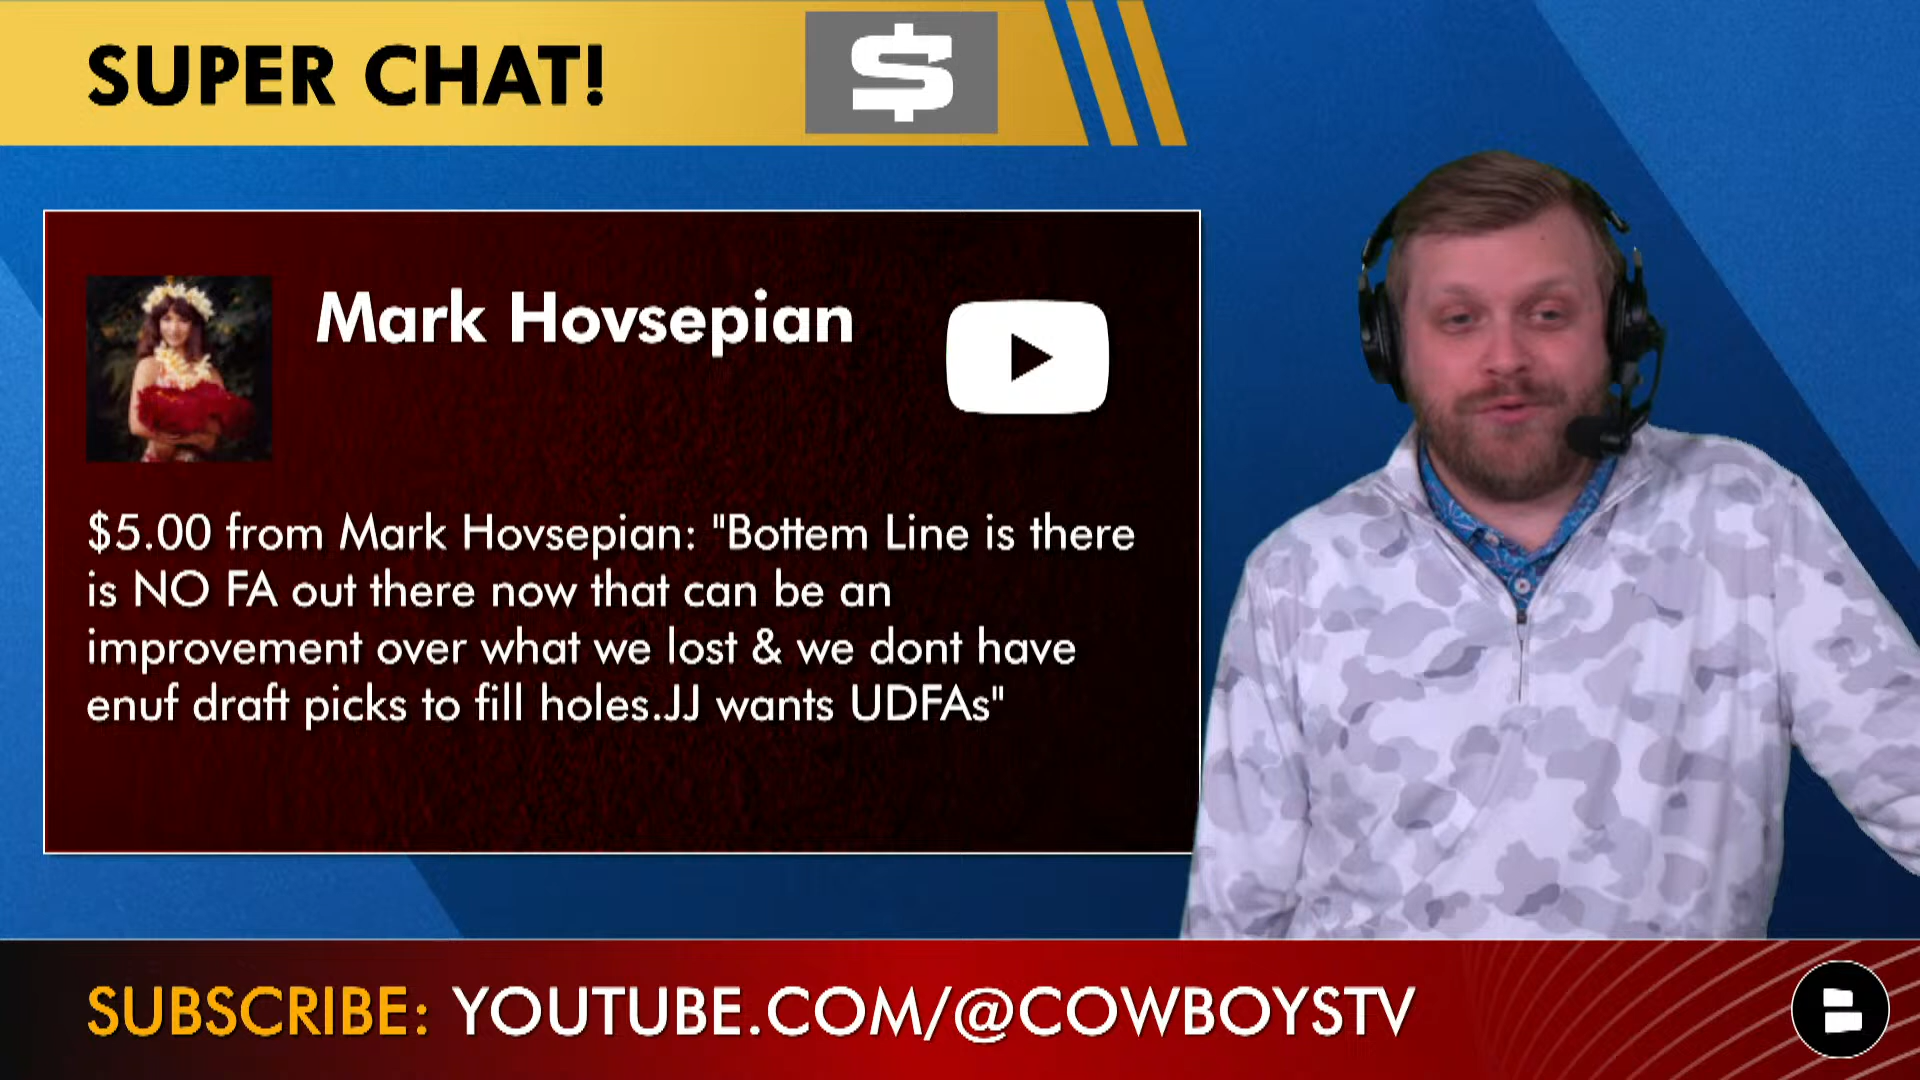 SUPER CHAT!
$
Mark Hovsepian
$5.00 from Mark Hovsepian: "Bottem Line is there
is NO FA out there now that can be an
improvement over what we lost & we dont have
enuf draft picks to fill holes.JJ wants UDFAs"
SUBSCRIBE: YOUTUBE.COM/@COWBOYSTV